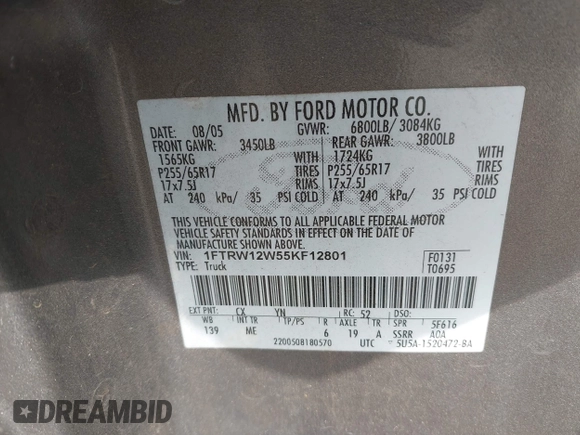 MFD. BY FORD MOTOR CO.
DATE: 08/05 GVWR: 6800LB/ 3084KG
FRONT GAWR: 3450LB REAR GAWR: 3800LB
1565KG WITH 1724KG WITH
P255/65R17 TIRES P255/65R17 TIRES
17x7.5J RIMS 17x7.5J RIMS
AT 240 kPa/ 35 PSI COLD AT 240 kPa/ 35 PSI COLD
THIS VEHICLE CONFORMS TO ALL APPLICABLE FEDERAL MOTOR
VEHICLE SAFETY STANDARDS IN EFFECT ON THE DATE OF
MANUFACTURE SHOWN ABOVE.
VIN: 1FTRW12W55KF12801 F0131
TYPE: Truck T0695
EXT PNT: CX YN RC: 52 DSO:
WB INT TR TP/PS R AXLE TR SPR 5F616
139 ME 6 19 A SSRR AOA
2200508180570 UTC 5U5A-1520472-BA
Ford
DREAMBID